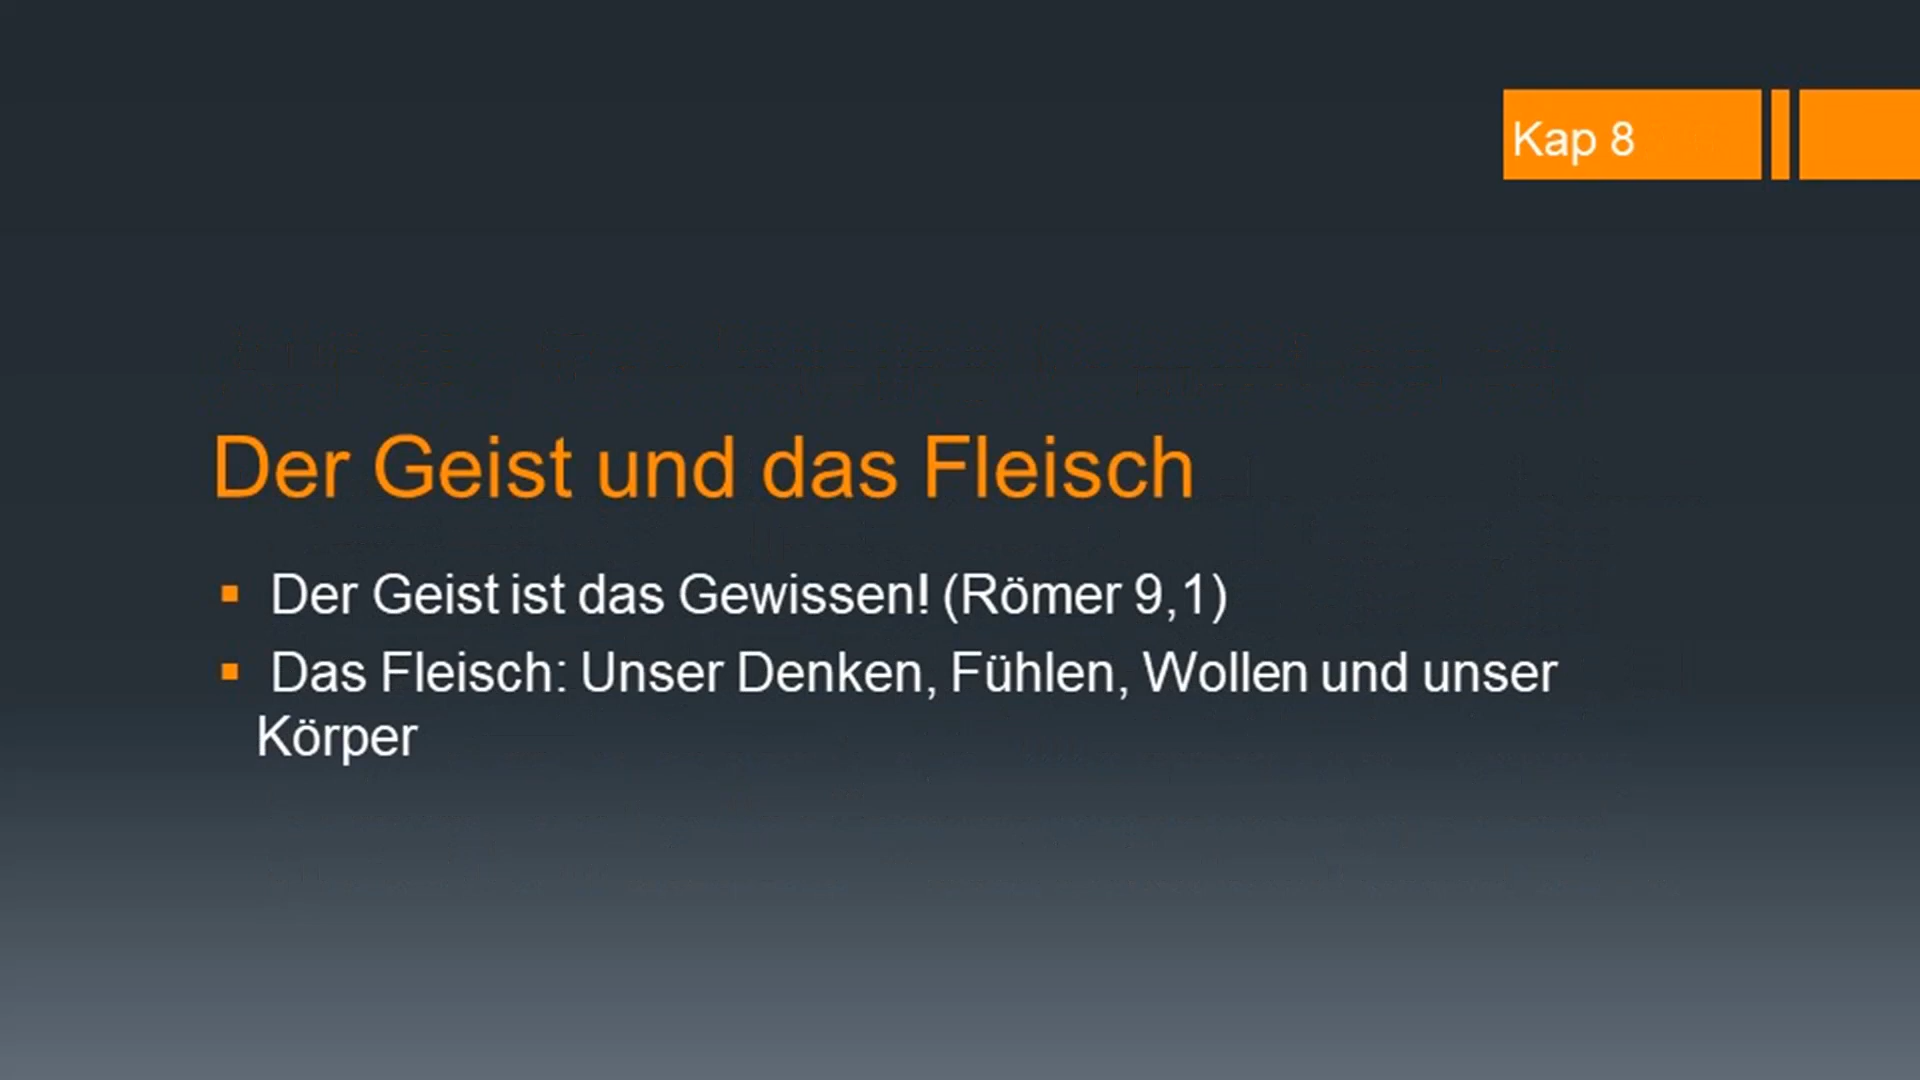 Kap 8
Der Geist und das Fleisch
▪ Der Geist ist das Gewissen! (Römer 9,1)
▪ Das Fleisch: Unser Denken, Fühlen, Wollen und unser
Körper